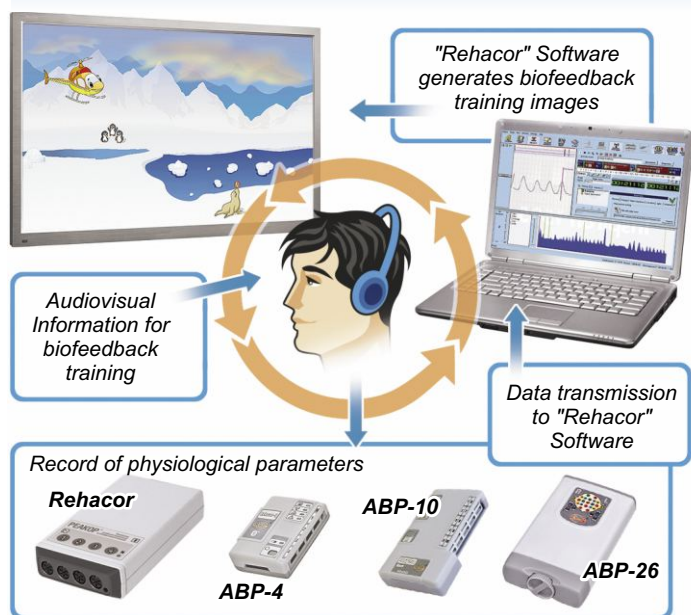 "Rehacor" Software
generates biofeedback
training images
Audiovisual
Information for
biofeedback
training
Data transmission
to "Rehacor"
Software
Record of physiological parameters
Rehacor
РЕАКОР
ABP-4
ABP-10
ABP-26